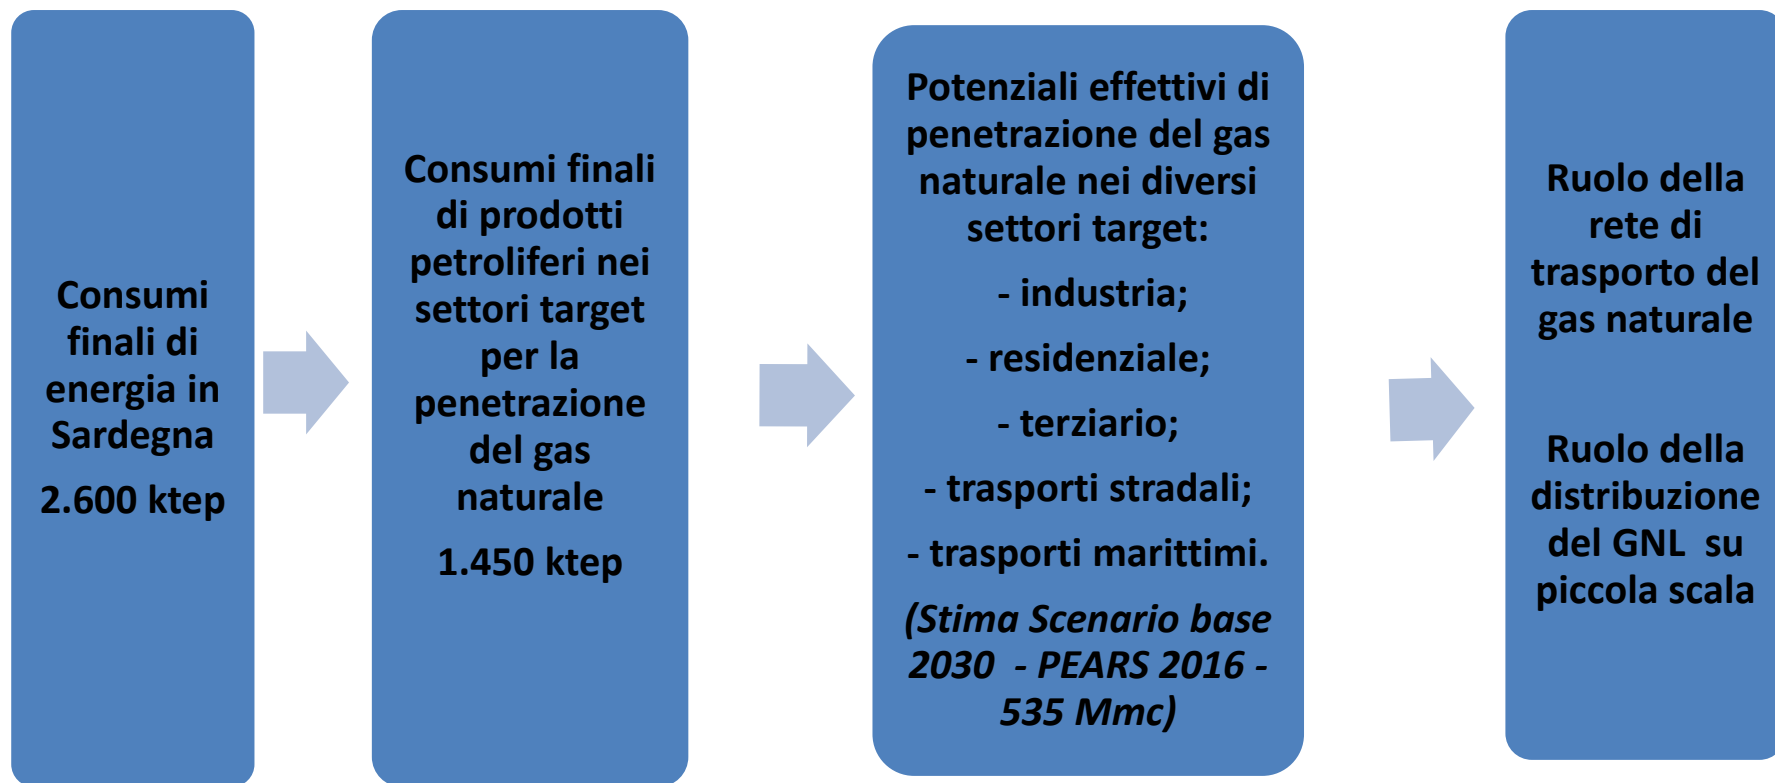 Consumi
finali di
energia in
Sardegna
2.600 ktep
Consumi finali
di prodotti
petroliferi nei
settori target
per la
penetrazione
del gas
naturale
1.450 ktep
Potenziali effettivi di
penetrazione del gas
naturale nei diversi
settori target:
- industria;
- residenziale;
- terziario;
- trasporti stradali;
- trasporti marittimi.
(Stima Scenario base
2030 - PEARS 2016 -
535 Mmc)
Ruolo della
rete di
trasporto del
gas naturale
Ruolo della
distribuzione
del GNL su
piccola scala